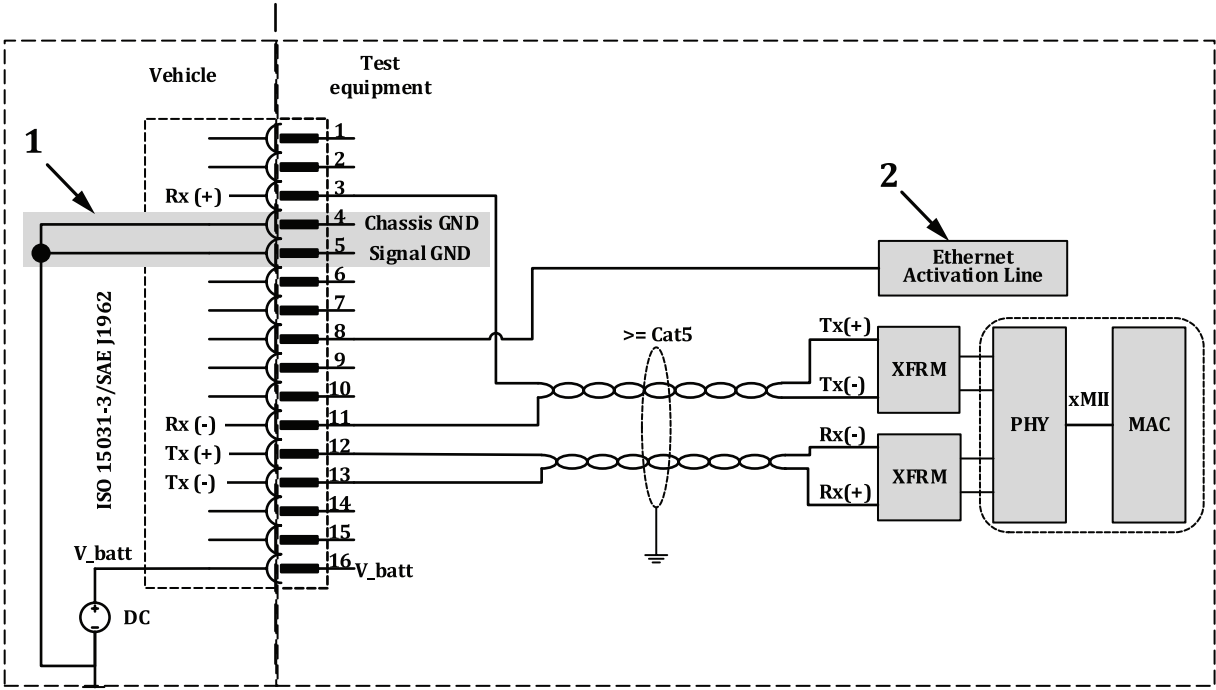 Vehicle
Test
equipment
1
1
2
Rx (+)
3
2
4
Chassis GND
5
Signal GND
Ethernet
Activation Line
6
7
8
>= Cat5
Tx(+)
9
XFRM
10
Tx(-)
xMII
Rx (-)
11
PHY
MAC
Tx (+)
12
Rx(-)
Tx (-)
13
XFRM
Rx(+)
14
15
ISO 15031-3/SAE J1962
V_batt
16
V_batt
+
DC
–